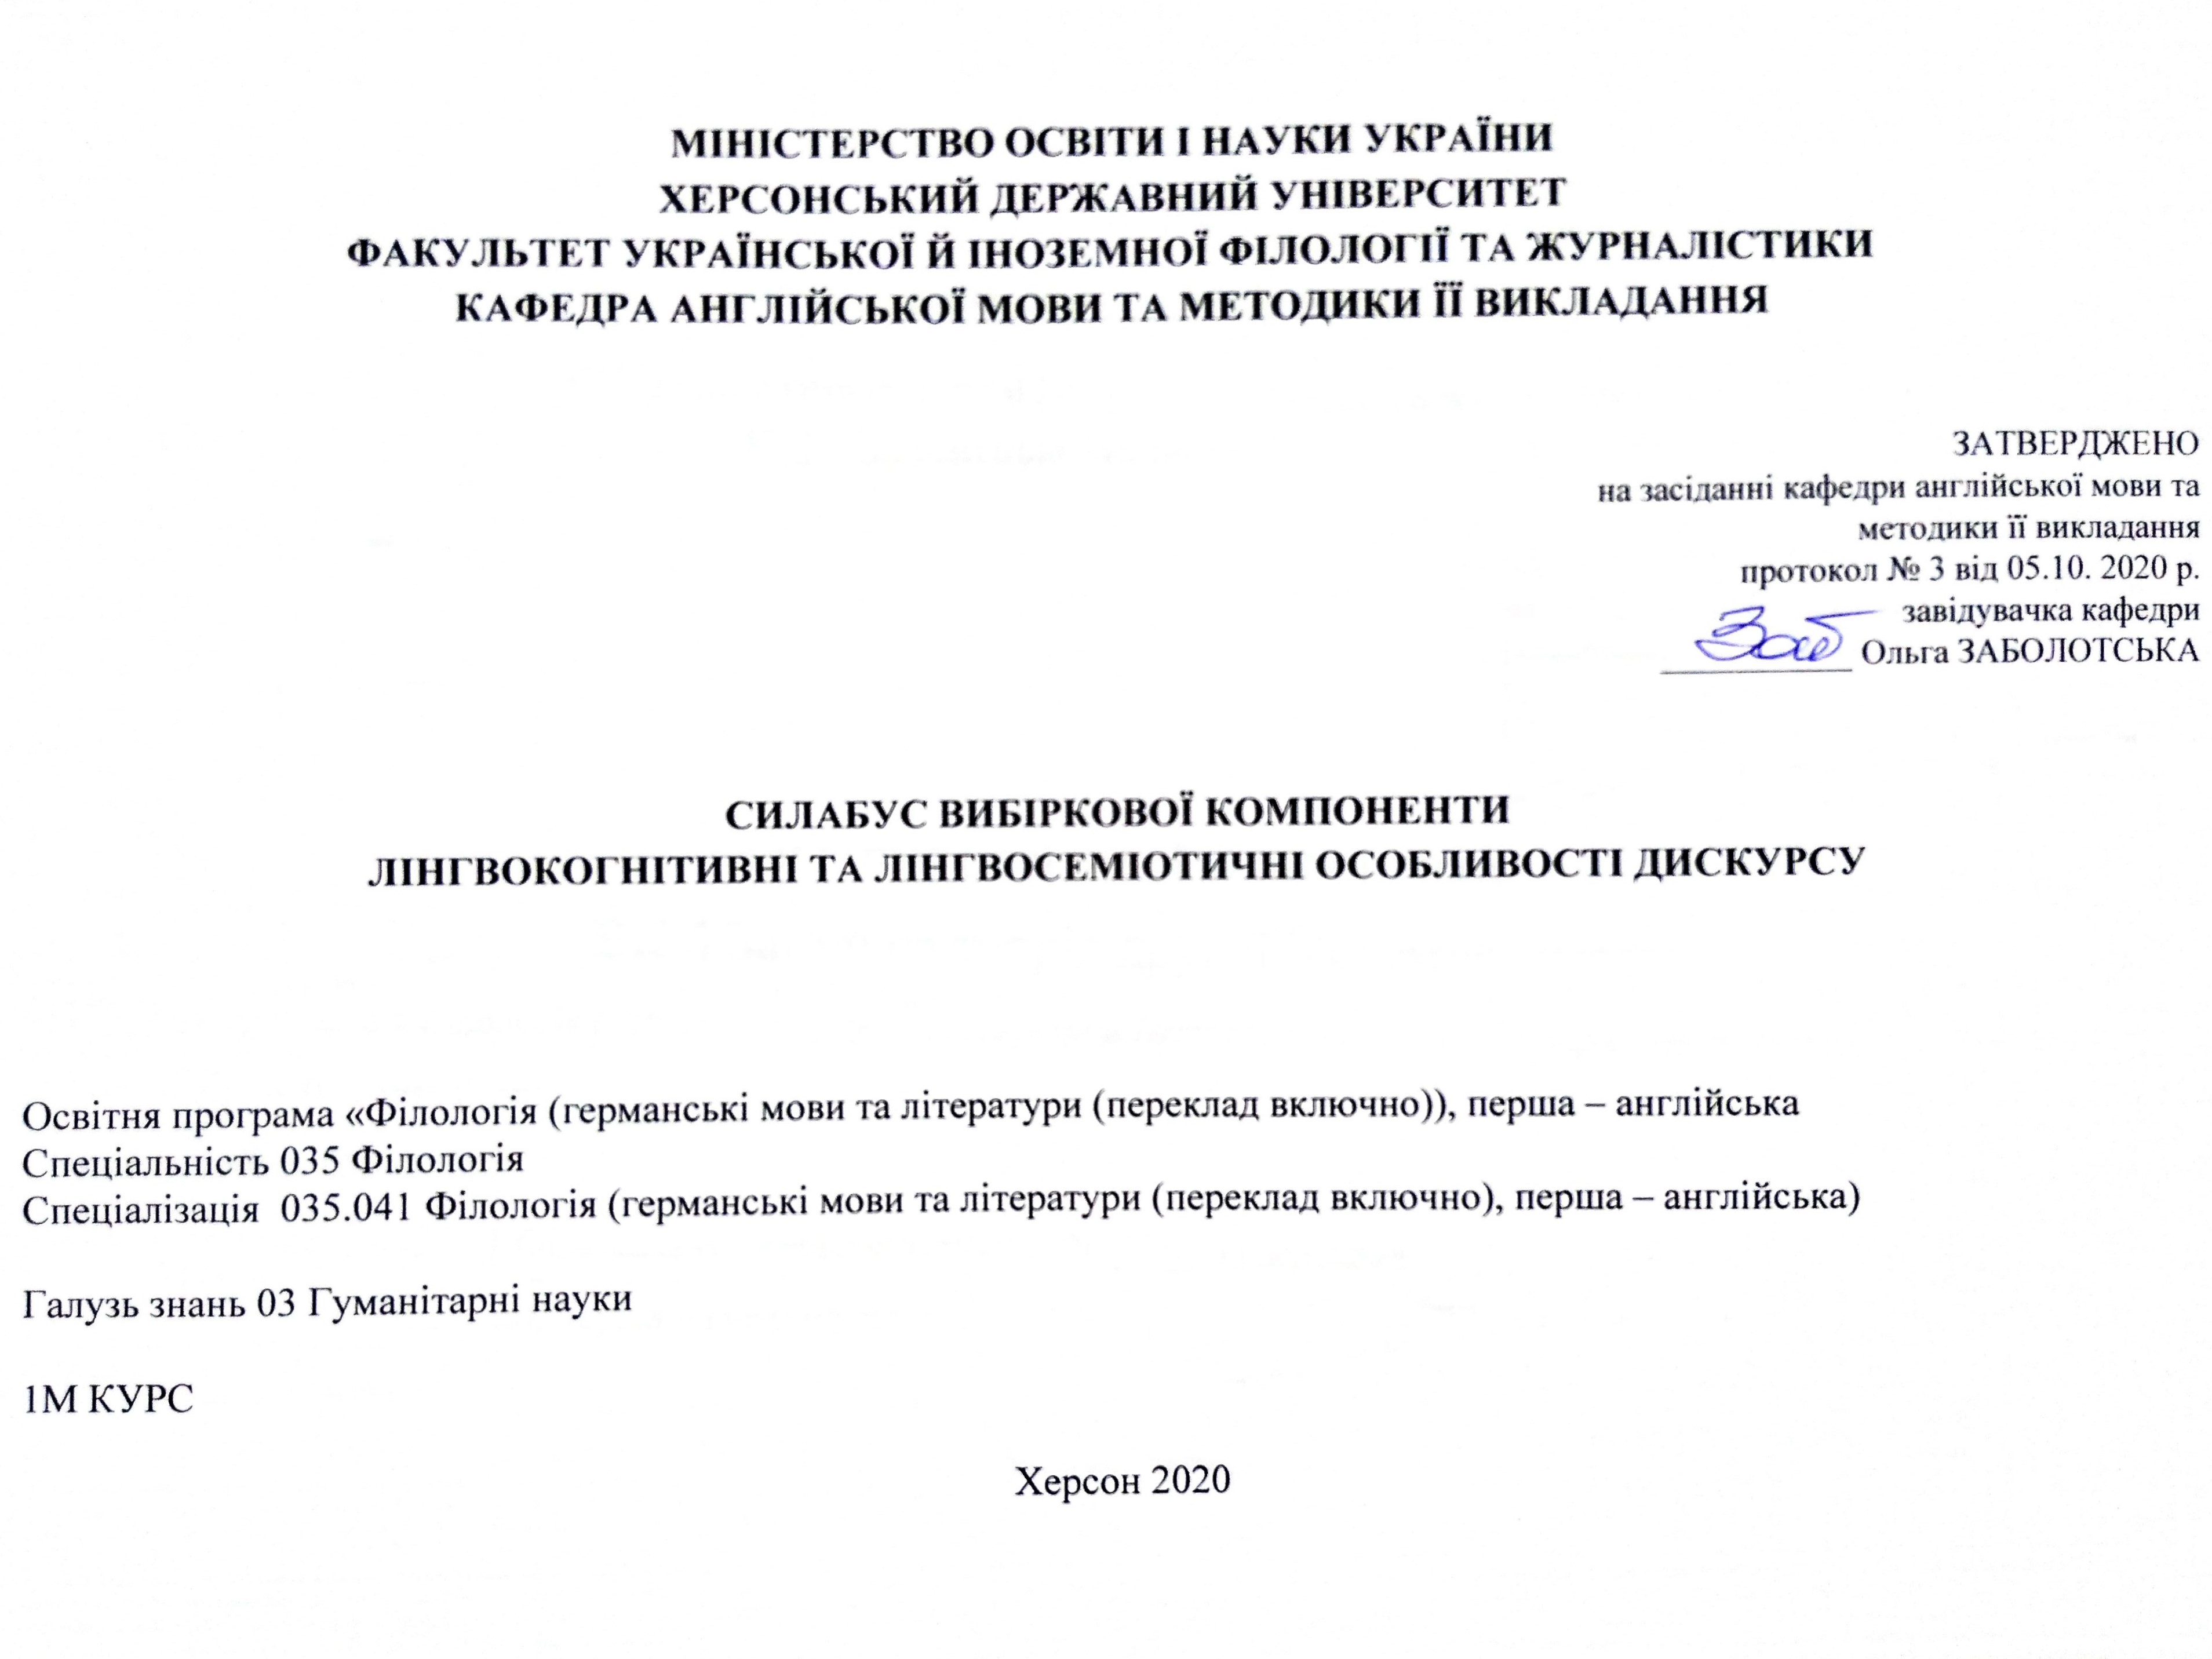 МІНІСТЕРСТВО ОСВІТИ І НАУКИ УКРАЇНИ
ХЕРСОНСЬКИЙ ДЕРЖАВНИЙ УНІВЕРСИТЕТ
ФАКУЛЬТЕТ УКРАЇНСЬКОЇ Й ІНОЗЕМНОЇ ФІЛОЛОГІЇ ТА ЖУРНАЛІСТИКИ
КАФЕДРА АНГЛІЙСЬКОЇ МОВИ ТА МЕТОДИКИ ЇЇ ВИКЛАДАННЯ
ЗАТВЕРДЖЕНО
на засіданні кафедри англійської мови та
методики її викладання
протокол № 3 від 05.10. 2020 р.
завідувачка кафедри
Ольга ЗАБОЛОТСЬКА
СИЛАБУС ВИБІРКОВОЇ КОМПОНЕНТИ
ЛІНГВОКОГНІТИВНІ ТА ЛІНГВОСЕМІОТИЧНІ ОСОБЛИВОСТІ ДИСКУРСУ
Освітня програма «Філологія (германські мови та літератури (переклад включно)), перша – англійська
Спеціальність 035 Філологія
Спеціалізація 035.041 Філологія (германські мови та літератури (переклад включно), перша – англійська)
Галузь знань 03 Гуманітарні науки
1М КУРС
Херсон 2020